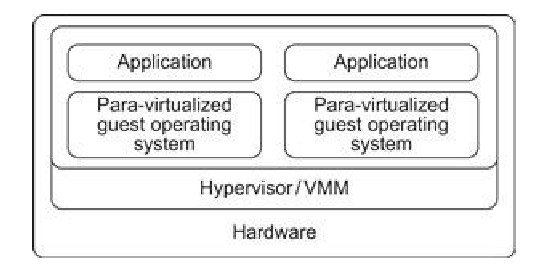 Application
Application
Para-virtualized
guest operating
system
Para-virtualized
guest operating
system
Hypervisor/VMM
Hardware